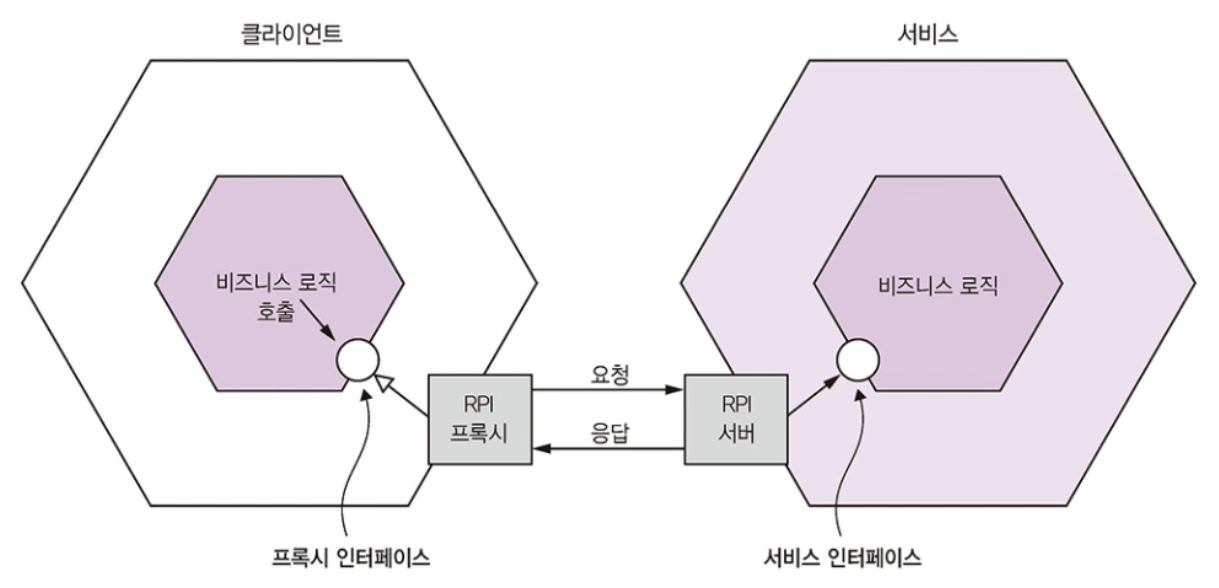 클라이언트
서비스
비즈니스 로직
호출
비즈니스 로직
RPI
프록시
요청
응답
RPI
서버
프록시 인터페이스
서비스 인터페이스